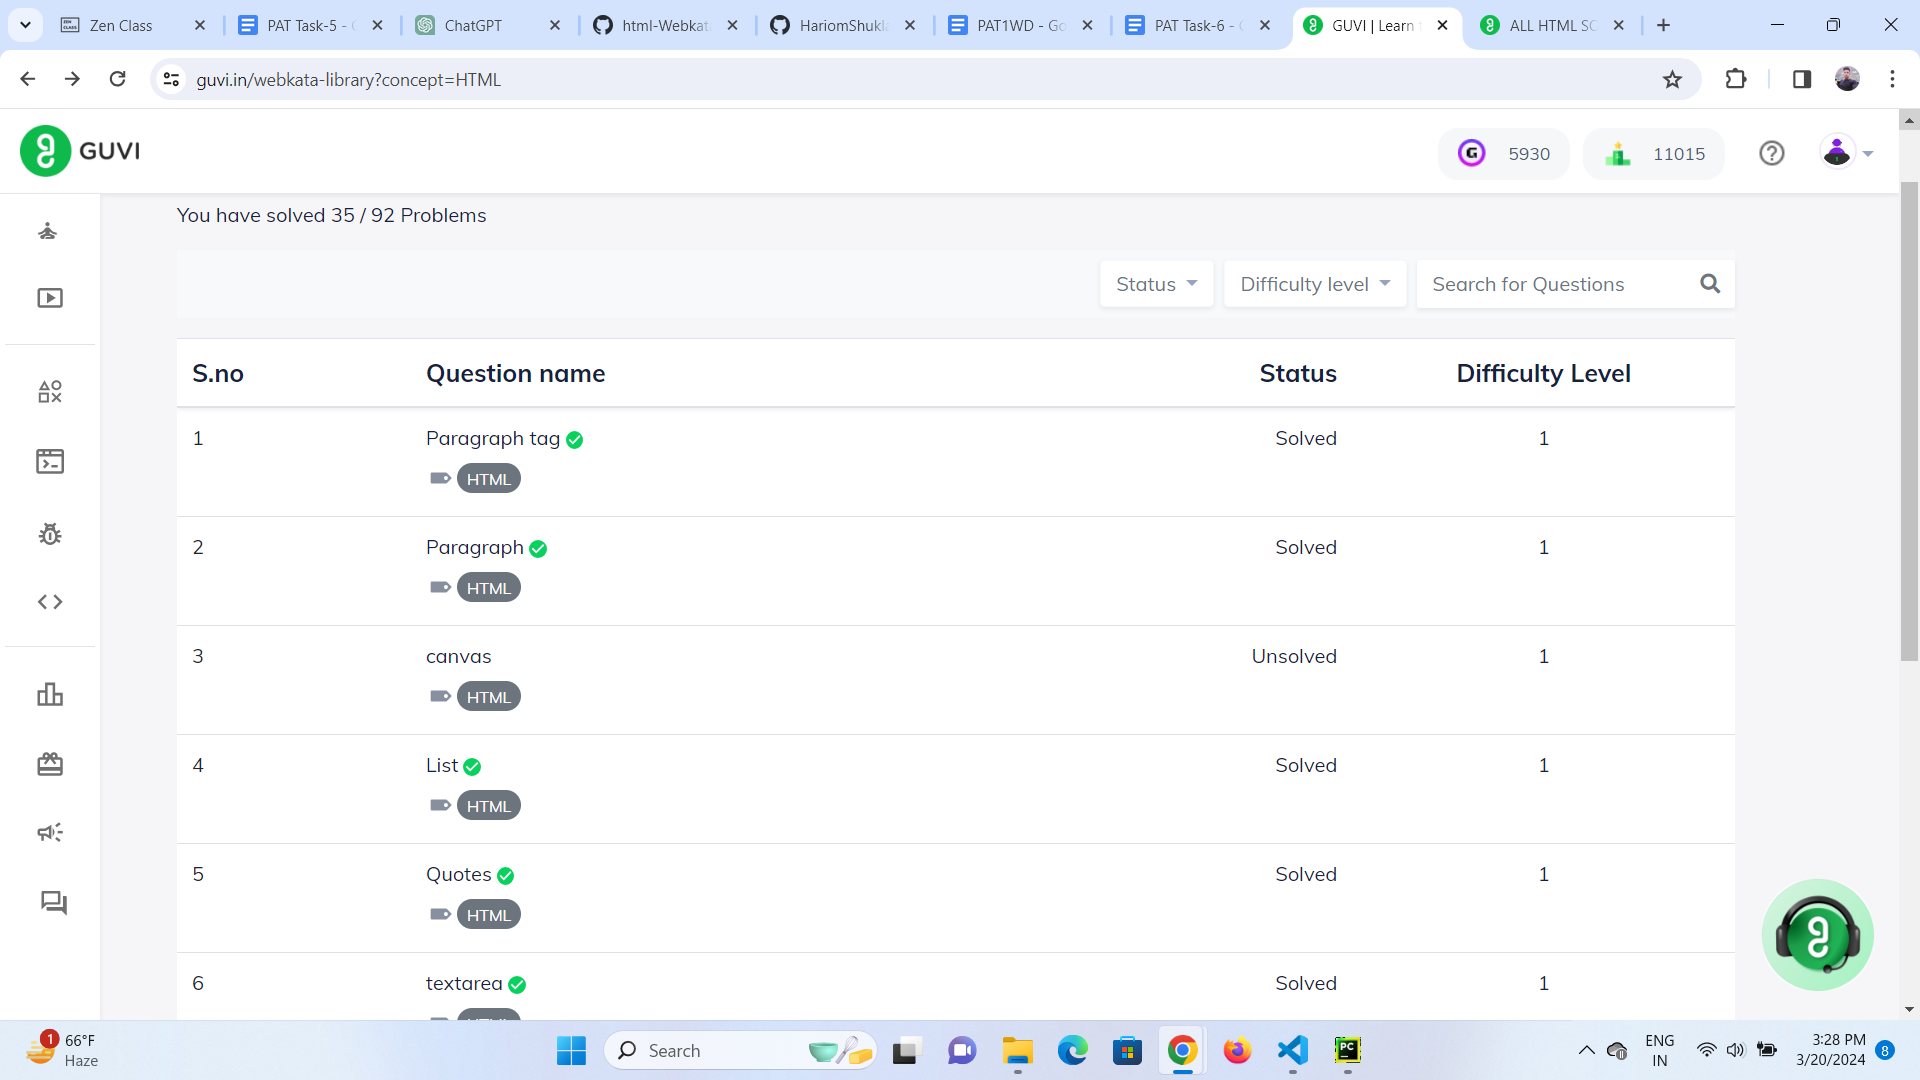 Zen Class
PAT Task-5 -
ChatGPT
html-Webkat
HariomShukl
PAT1WD - Go
PAT Task-6 -
GUVI | Learn
ALL HTML SC
guvi.in/webkata-library?concept=HTML
GUVI
5930
11015
You have solved 35 / 92 Problems
Status
Difficulty level
Search for Questions
S.no Question name Status Difficulty Level
1 Paragraph tag Solved 1
HTML
2 Paragraph Solved 1
HTML
3 canvas Unsolved 1
HTML
4 List Solved 1
HTML
5 Quotes Solved 1
HTML
6 textarea Solved 1
HTML
1
66°F
Haze
Search
PC
ENG
IN
3:28 PM
3/20/2024
8